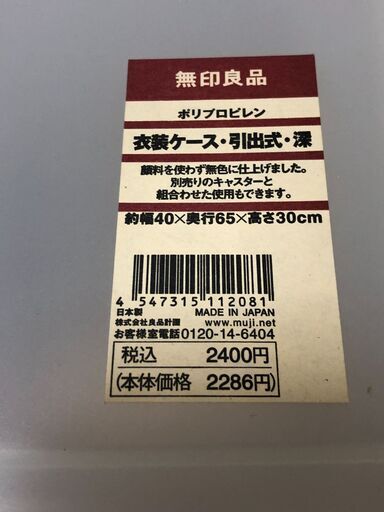 無印良品
ポリプロピレン
衣装ケース・引出式・深
顔料を使わず無色に仕上げました。
別売りのキャスターと
組合わせた使用もできます。
約幅40×奥行65×高さ30cm
4 547315 112081
日本製 MADE IN JAPAN
株式会社良品計画 www.muji.net
お客様室電話0120-14-6404
税込 2400円
(本体価格 2286円)